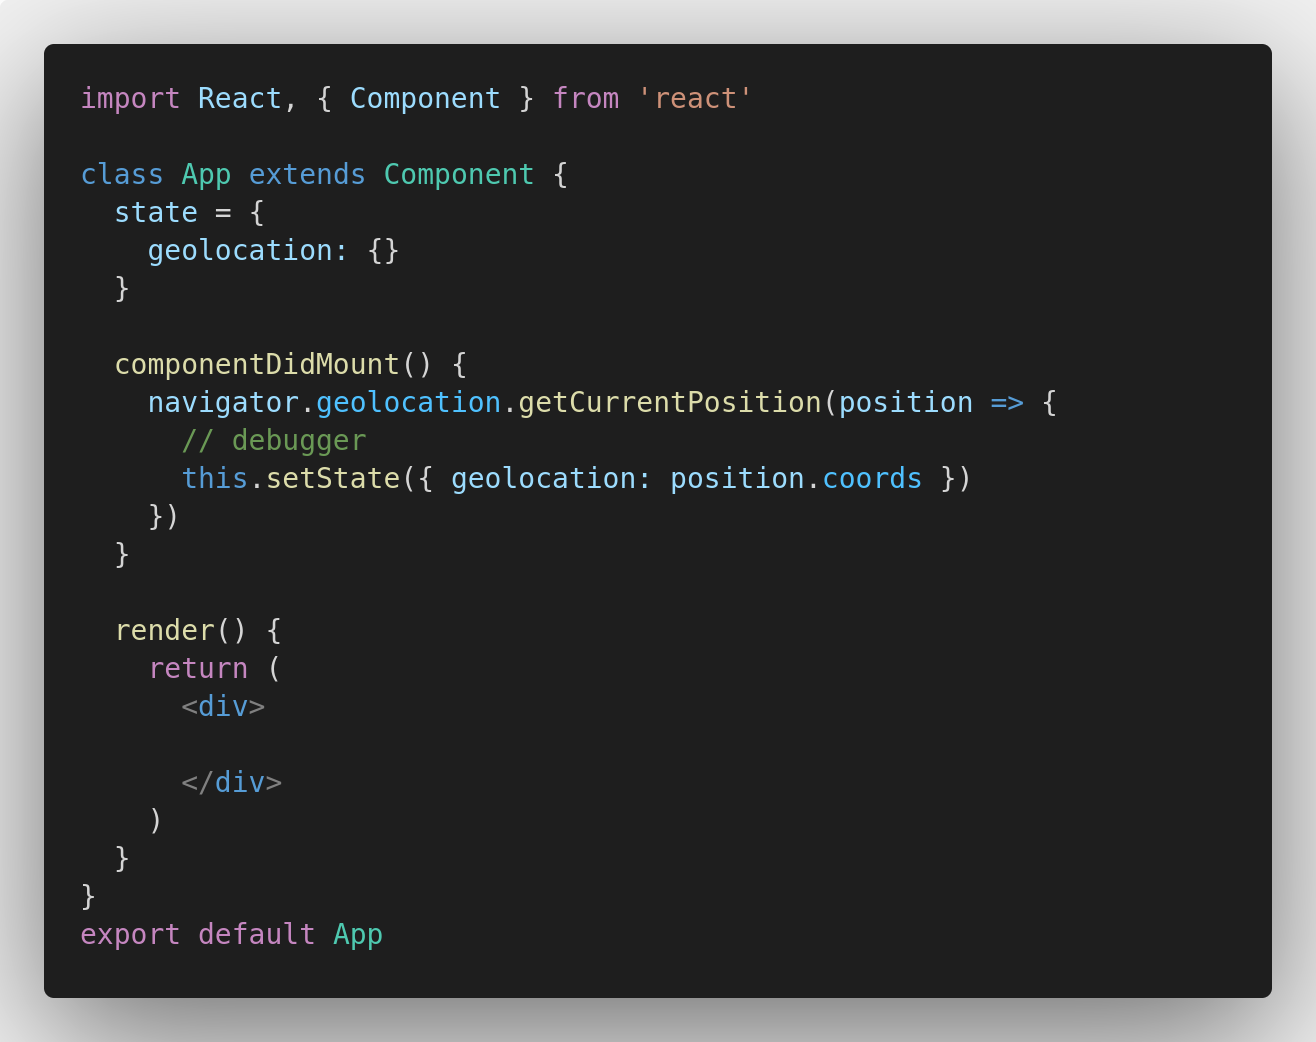 import React, { Component } from 'react'

class App extends Component {
  state = {
    geolocation: {}
  }

  componentDidMount() {
    navigator.geolocation.getCurrentPosition(position => {
      // debugger
      this.setState({ geolocation: position.coords })
    })
  }

  render() {
    return (
      <div>

      </div>
    )
  }
}
export default App